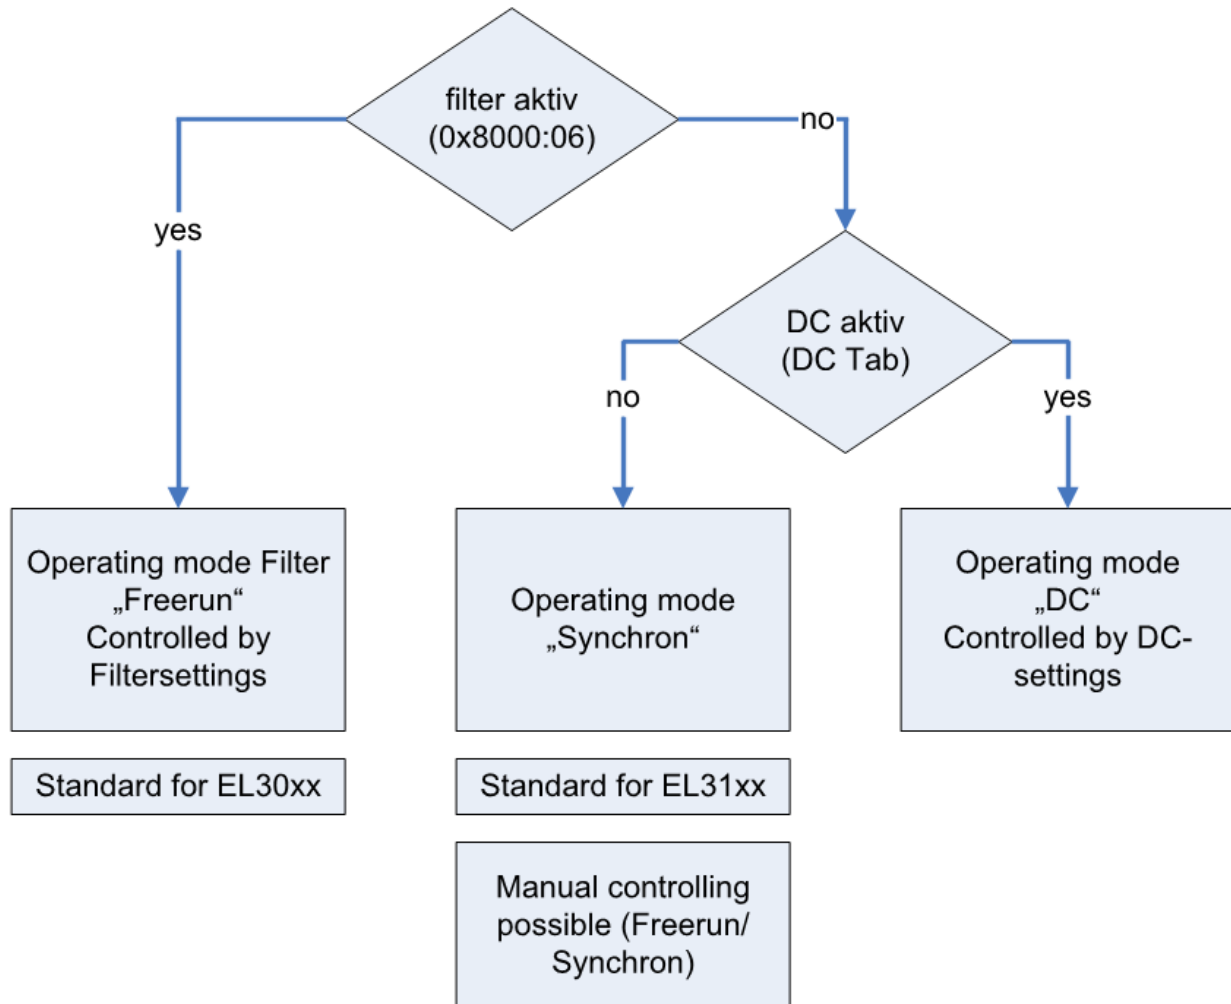 filter aktiv
(0x8000:06)
no
yes
DC aktiv
(DC Tab)
no
yes
Operating mode Filter
„Freerun“
Controlled by
Filtersettings
Operating mode
„Synchron“
Operating mode
„DC“
Controlled by DC-
settings
Standard for EL30xx
Standard for EL31xx
Manual controlling
possible (Freerun/
Synchron)